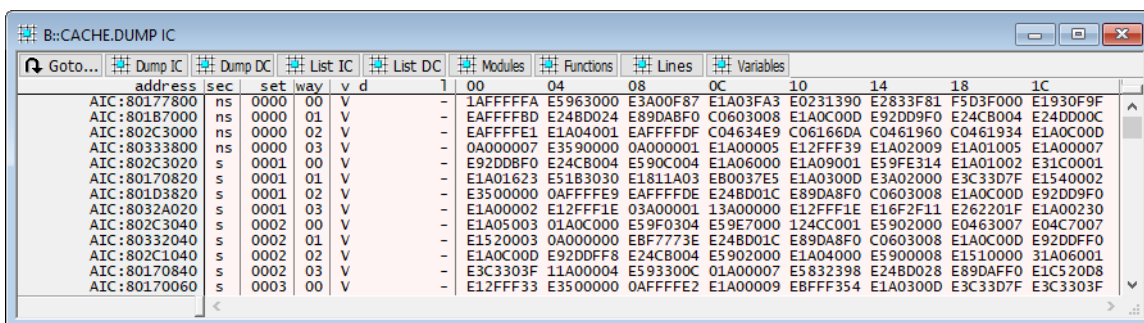 B::CACHE.DUMP IC
Goto... Dump IC Dump DC List IC List DC Modules Functions Lines Variables
address sec set way v d l 00 04 08 0C 10 14 18 1C
AIC:80177800 ns 0000 00 V - 1AFFFFFA E5963000 E3A00F87 E1A03FA3 E0231390 E2833F81 F5D3F000 E1930F9F
AIC:801B7000 ns 0000 01 V - EAFFFFBD E24BD024 E89DABF0 C0603008 E1A0C00D E92DD9F0 E24CB004 E24DD00C
AIC:802C3000 ns 0000 02 V - EAFFFFE1 E1A04001 EAFFFFDF C04634E9 C06166DA C0461960 C0461934 E1A0C00D
AIC:80333800 ns 0000 03 V - 0A000007 E3590000 0A000001 E1A00005 E12FFF39 E1A02009 E1A01005 E1A00007
AIC:802C3020 s 0001 00 V - E92DDBF0 E24CB004 E590C004 E1A06000 E1A09001 E59FE314 E1A01002 E31C0001
AIC:80170820 s 0001 01 V - E1A01623 E51B3030 E1811A03 EB0037E5 E1A0300D E3A02000 E3C33D7F E1540002
AIC:801D3820 s 0001 02 V - E3500000 0AFFFFE9 EAFFFFDE E24BD01C E89DA8F0 C0603008 E1A0C00D E92DD9F0
AIC:8032A020 s 0001 03 V - E1A00002 E12FFF1E 03A00001 13A00000 E12FFF1E E16F2F11 E262201F E1A00230
AIC:802C3040 s 0002 00 V - E1A05003 01A0C000 E59F0304 E59E7000 124CC001 E5902000 E0463007 E04C7007
AIC:80332040 s 0002 01 V - E1520003 0A000000 EBF7773E E24BD01C E89DA8F0 C0603008 E1A0C00D E92DDFF0
AIC:802C1040 s 0002 02 V - E1A0C00D E92DDFF8 E24CB004 E5902000 E1A04000 E5900008 E1510000 31A06001
AIC:80170840 s 0002 03 V - E3C3303F 11A00004 E593300C 01A00007 E5832398 E24BD028 E89DAFF0 E1C520D8
AIC:80170060 s 0003 00 V - E12FFF33 E3500000 0AFFFFE2 E1A00009 EBFFF354 E1A0300D E3C33D7F E3C3303F